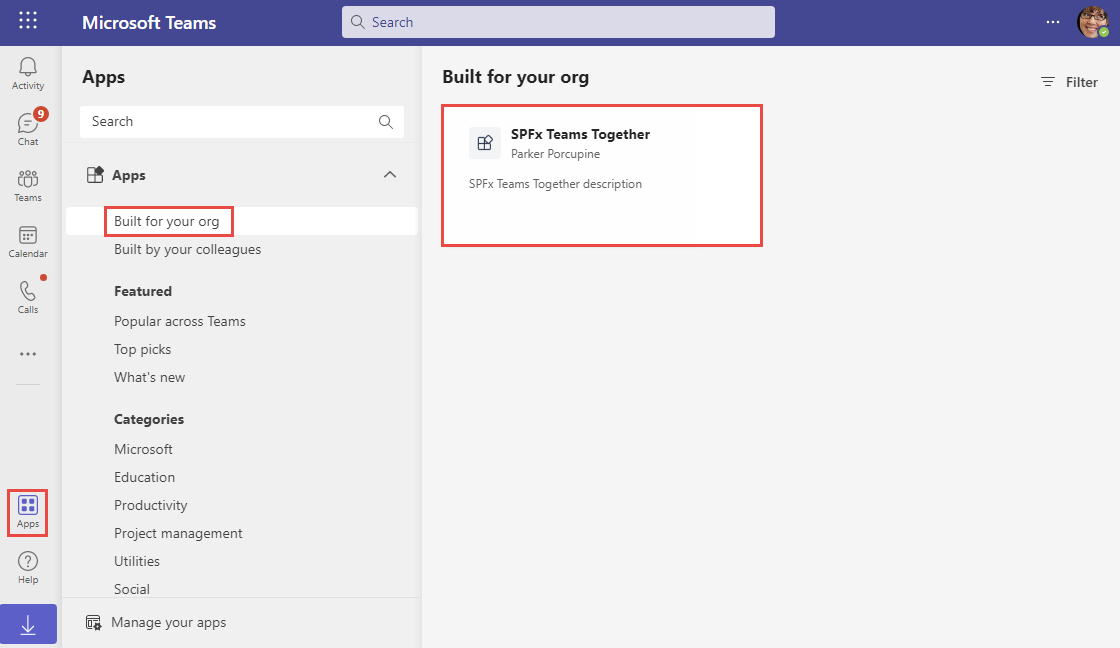 Microsoft Teams
Search
Activity
9
Chat
Teams
Calendar
Calls
Apps
Help
Apps
Search
Apps
Built for your org
Built by your colleagues
Featured
Popular across Teams
Top picks
What's new
Categories
Microsoft
Education
Productivity
Project management
Utilities
Social
Manage your apps
Built for your org
Filter
SPFx Teams Together
Parker Porcupine
SPFx Teams Together description